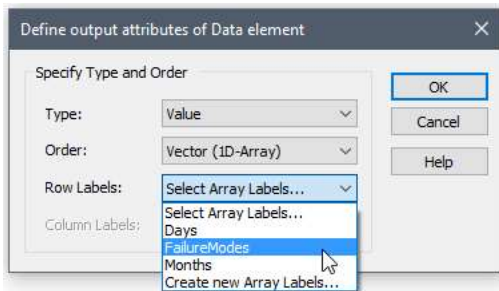 Define output attributes of Data element
Specify Type and Order
Type: Value
Order: Vector (1D-Array)
Row Labels: Select Array Labels...
Column Labels:
Select Array Labels...
Days
FailureModes
Months
Create new Array Labels...
OK
Cancel
Help